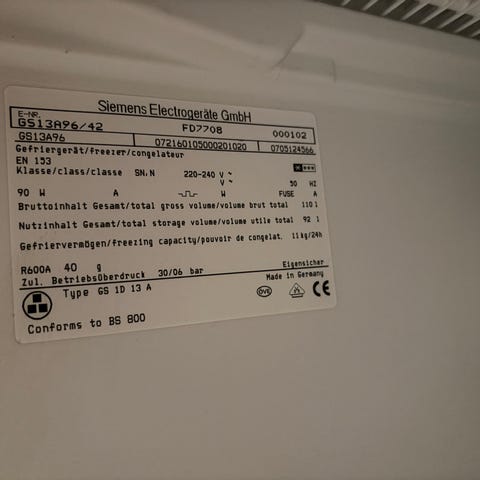 Siemens Electrogeräte GmbH
E-NR. GS13A96/42 FD7708 000102
GS13A96 072160105000201020 0705124566
Gefriergerät/freezer/congelateur
EN 153
Klasse/class/classe SN,N 220-240 V ~
V ~
90 W A W 50 HZ
FUSE A
Bruttoinhalt Gesamt/total gross volume/volume brut total 110 l
Nutzinhalt Gesamt/total storage volume/volume utile total 92 l
Gefriervermögen/freezing capacity/pouvoir de congelat. 11kg/24h
R600A 40 g
Zul. Betriebsüberdruck 30/06 bar Eigensicher
Made in Germany
Type GS 1D 13 A OVE CE
Conforms to BS 800